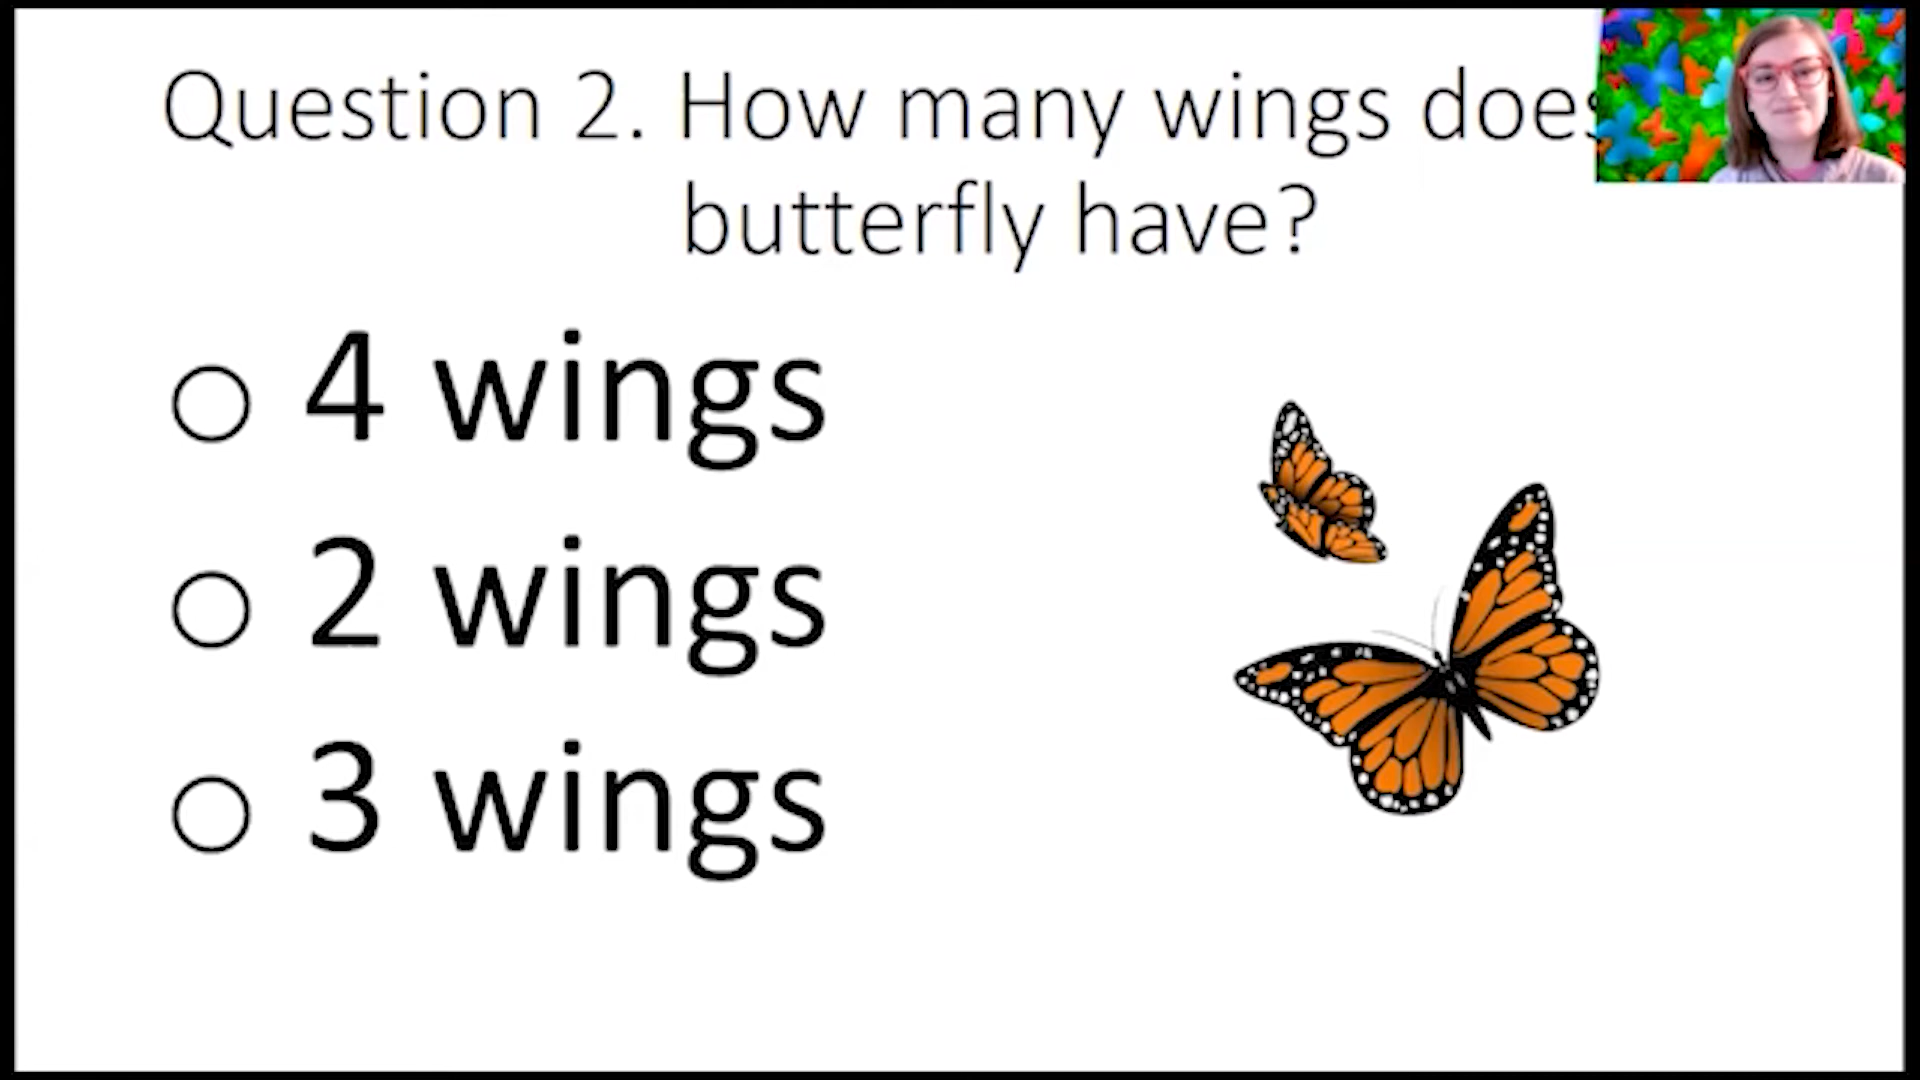 Question 2. How many wings does
butterfly have?
○ 4 wings
○ 2 wings
○ 3 wings